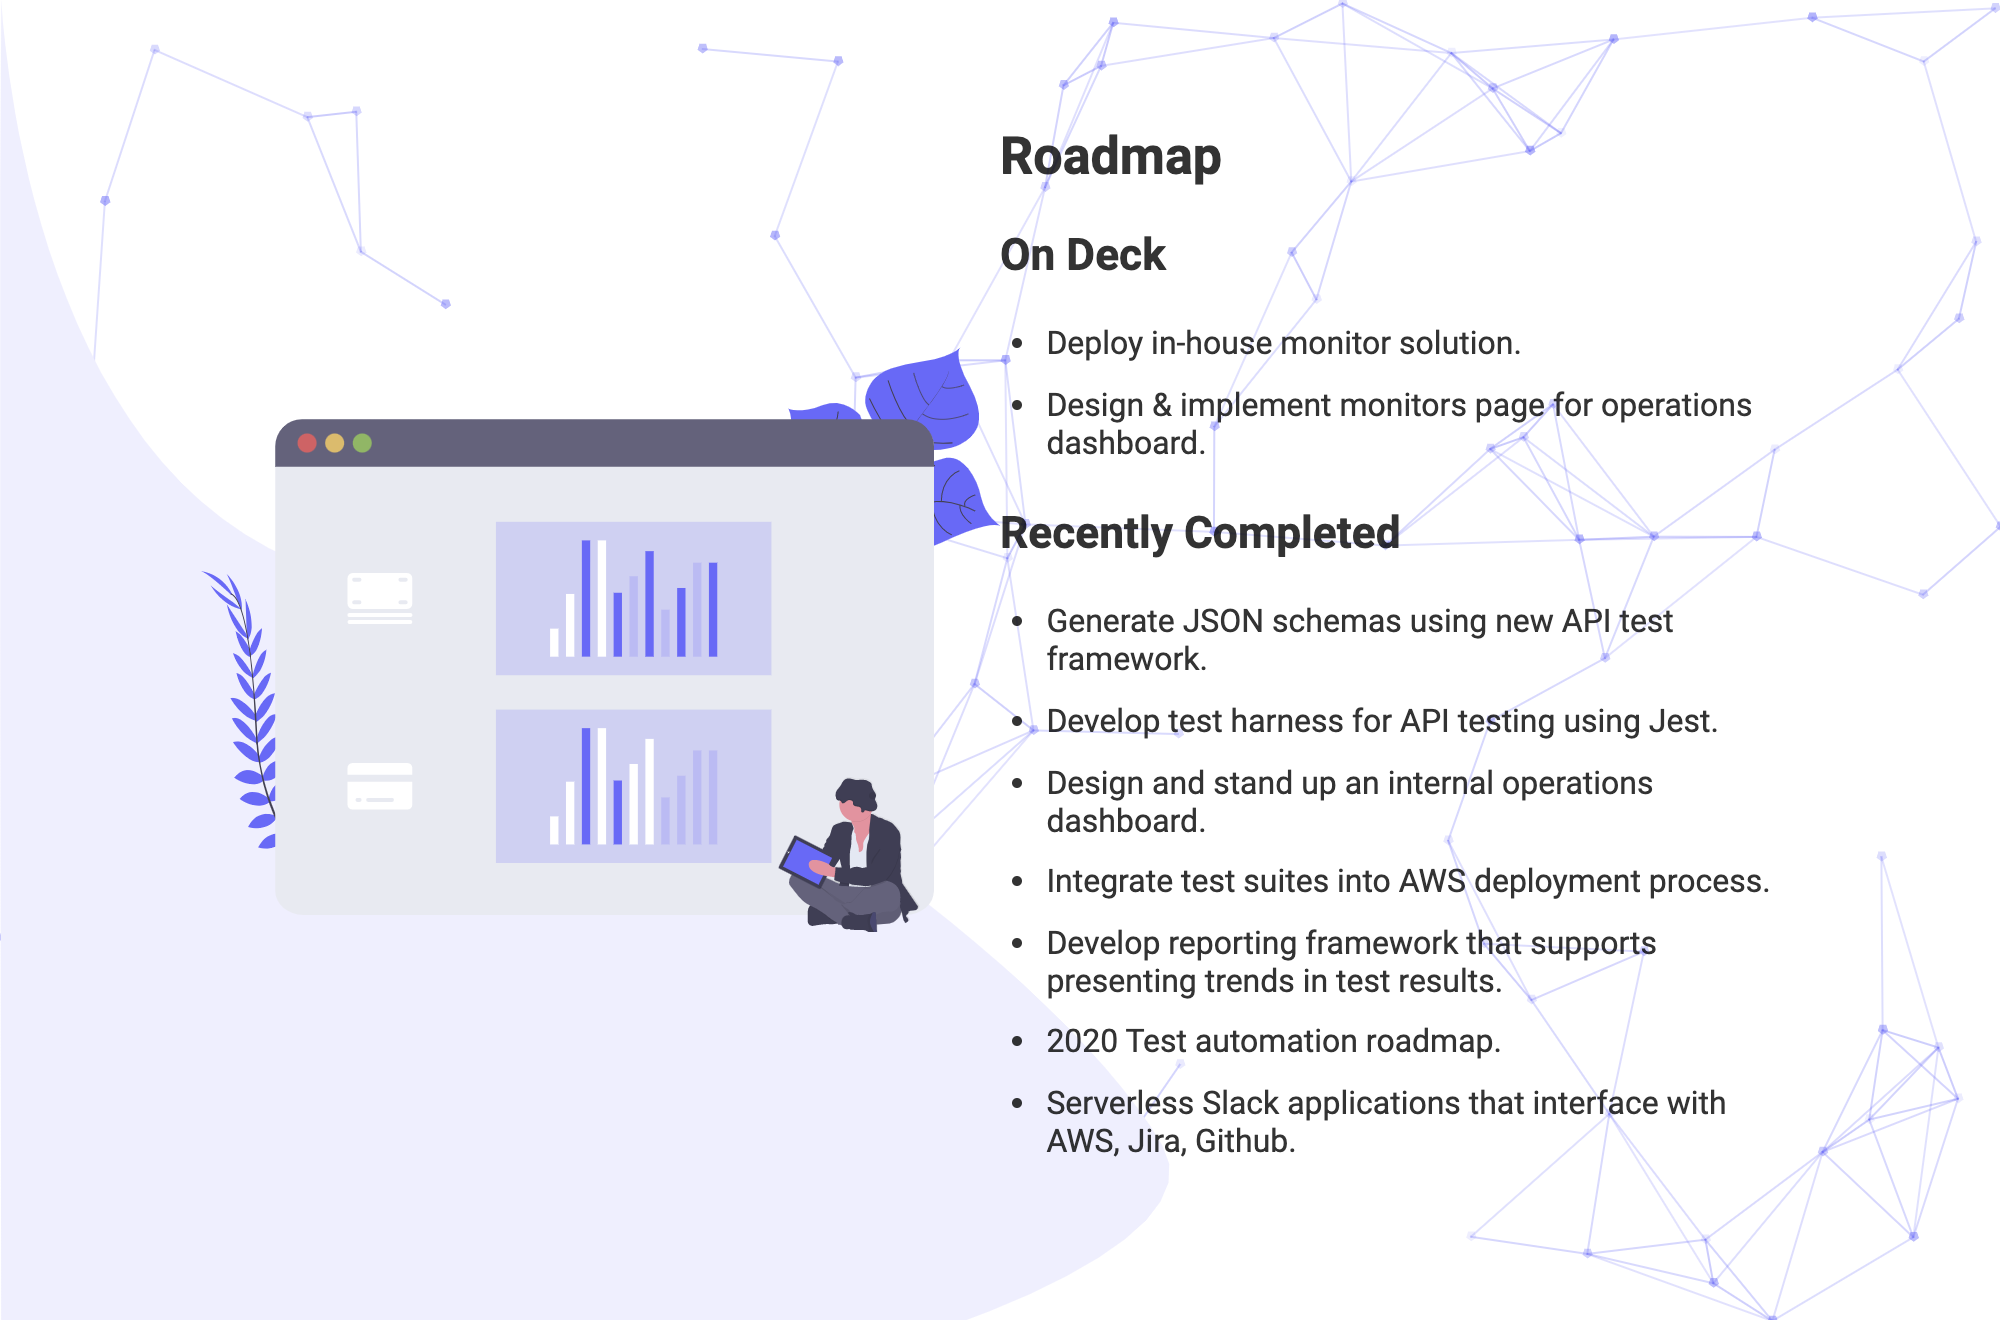 Roadmap
On Deck
• Deploy in-house monitor solution.
• Design & implement monitors page for operations
dashboard.
Recently Completed
• Generate JSON schemas using new API test
framework.
• Develop test harness for API testing using Jest.
• Design and stand up an internal operations
dashboard.
• Integrate test suites into AWS deployment process.
• Develop reporting framework that supports
presenting trends in test results.
• 2020 Test automation roadmap.
• Serverless Slack applications that interface with
AWS, Jira, Github.